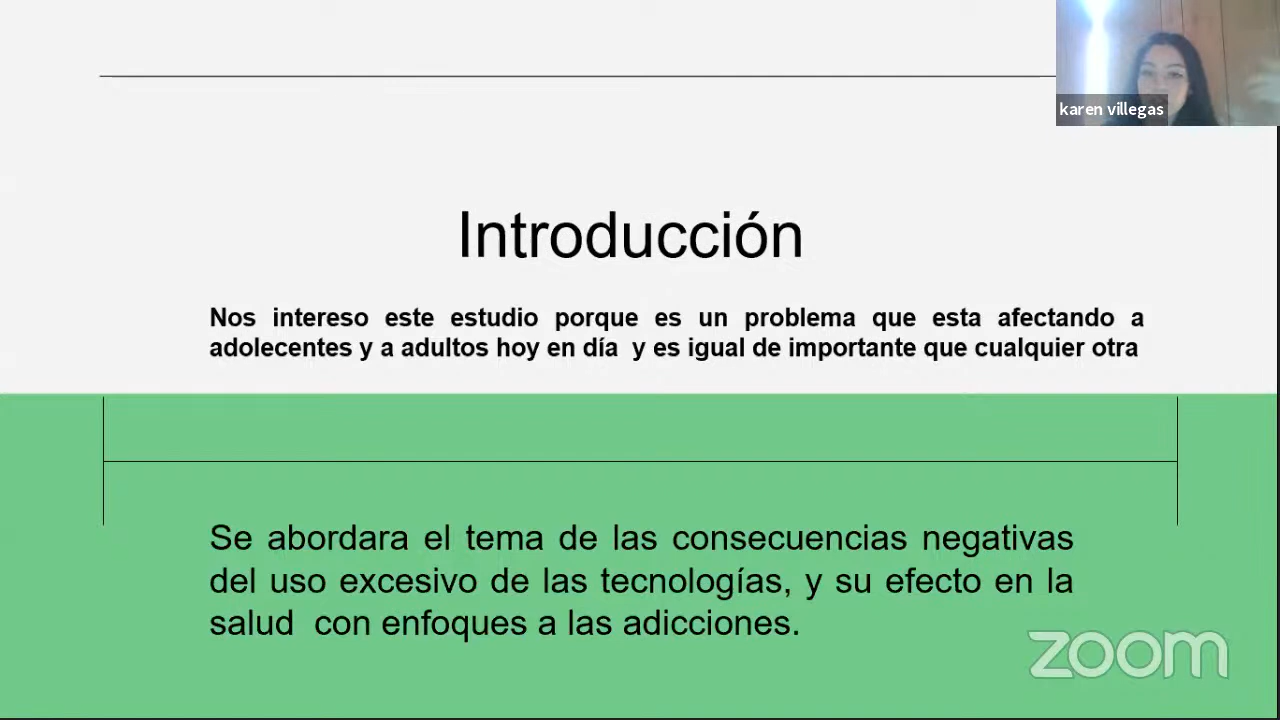 karen villegas
Introducción
Nos intereso este estudio porque es un problema que esta afectando a
adolecentes y a adultos hoy en día y es igual de importante que cualquier otra
Se abordara el tema de las consecuencias negativas
del uso excesivo de las tecnologías, y su efecto en la
salud con enfoques a las adicciones.
zoom